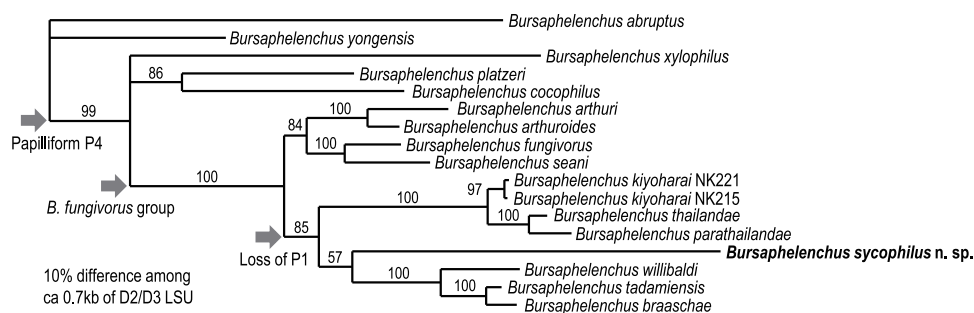 Bursaphelenchus abruptus
Bursaphelenchus yongensis
Bursaphelenchus xylophilus
86
Bursaphelenchus platzeri
Bursaphelenchus cocophilus
99
Papilliform P4
100
Bursaphelenchus arthuri
84
Bursaphelenchus arthuroides
100
Bursaphelenchus fungivorus
Bursaphelenchus seani
100
B. fungivorus group
97
Bursaphelenchus kiyoharai NK221
Bursaphelenchus kiyoharai NK215
100
100
Bursaphelenchus thailandae
Bursaphelenchus parathailandae
85
Loss of P1
57
Bursaphelenchus sycophilus n. sp.
100
Bursaphelenchus willibaldi
100
Bursaphelenchus tadamiensis
Bursaphelenchus braaschae
10% difference among
ca 0.7kb of D2/D3 LSU